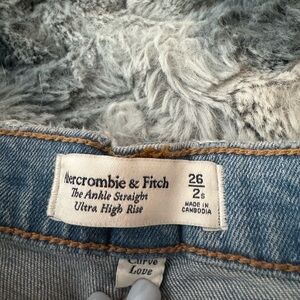 Abercrombie & Fitch
The Ankle Straight
Ultra High Rise
26
2s
MADE IN
CAMBODIA
Curve
Love